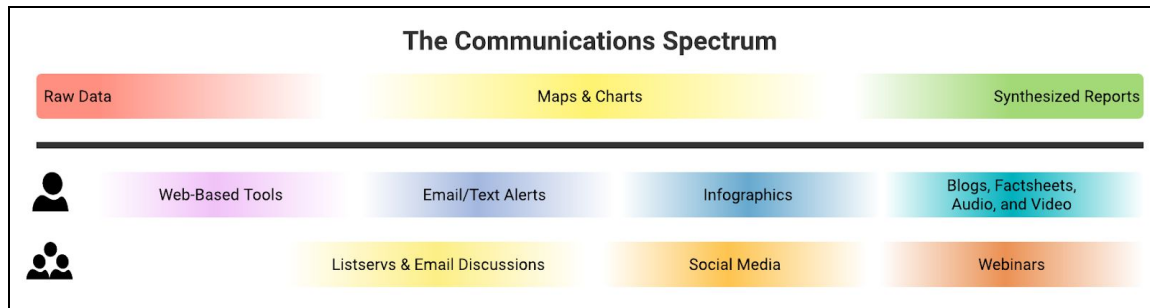 The Communications Spectrum
Raw Data
Maps & Charts
Synthesized Reports
Web-Based Tools
Email/Text Alerts
Infographics
Blogs, Factsheets,
Audio, and Video
Listservs & Email Discussions
Social Media
Webinars